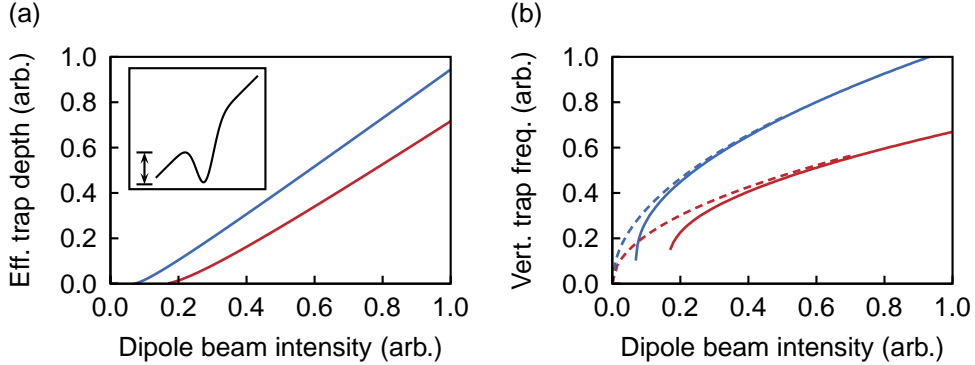 (a)
Eff. trap depth (arb.)
1.0
0.8
0.6
0.4
0.2
0.0
0.0 0.2 0.4 0.6 0.8 1.0
Dipole beam intensity (arb.)
(b)
Vert. trap freq. (arb.)
1.0
0.8
0.6
0.4
0.2
0.0
0.0 0.2 0.4 0.6 0.8 1.0
Dipole beam intensity (arb.)